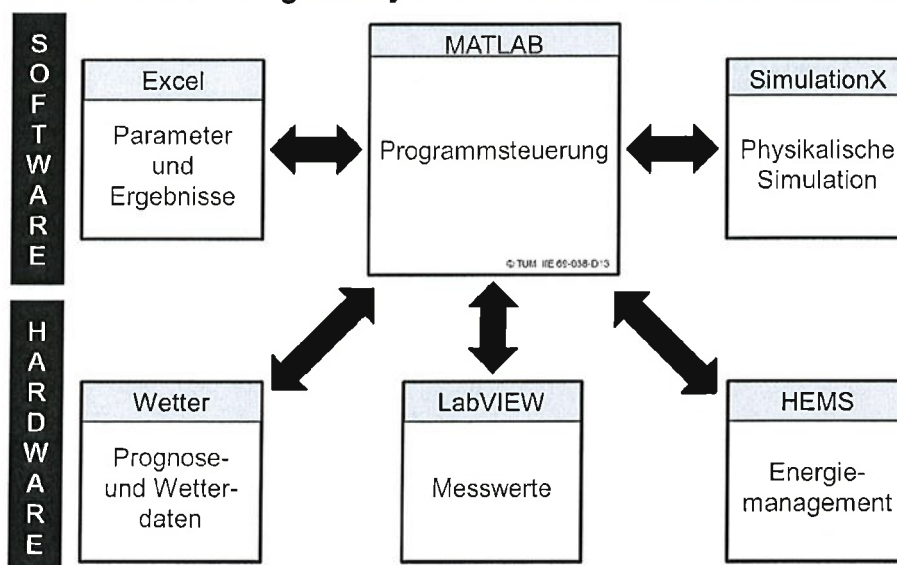 SOFTWARE
Excel
Parameter
und
Ergebnisse
MATLAB
Programmsteuerung
SimulationX
Physikalische
Simulation
HARDWARE
Wetter
Prognose-
und Wetter-
daten
LabVIEW
Messwerte
HEMS
Energie-
management